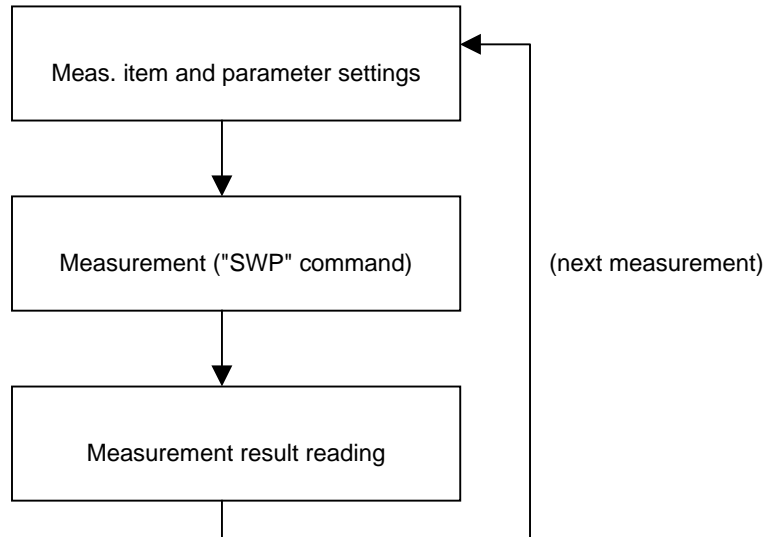 Meas. item and parameter settings
Measurement ("SWP" command)
(next measurement)
Measurement result reading